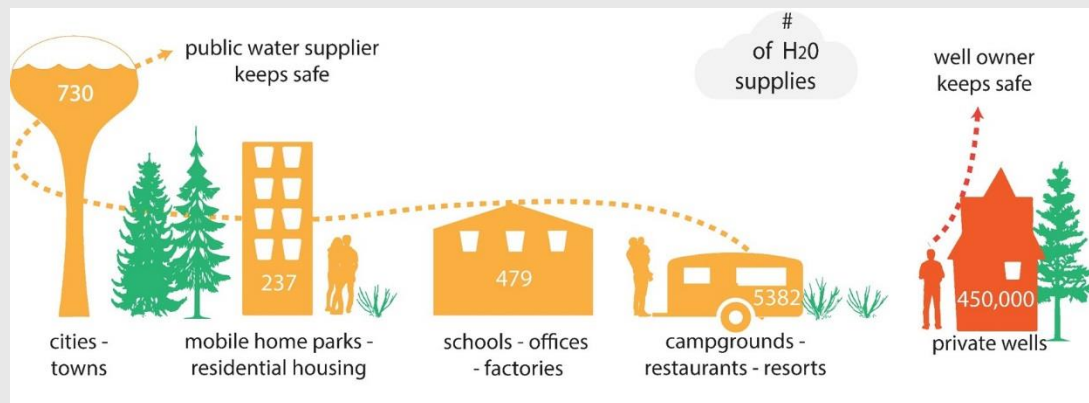 public water supplier
keeps safe
#
of H20
supplies
well owner
keeps safe
730
237
479
5382
450,000
cities -
towns
mobile home parks -
residential housing
schools - offices
- factories
campgrounds -
restaurants - resorts
private wells